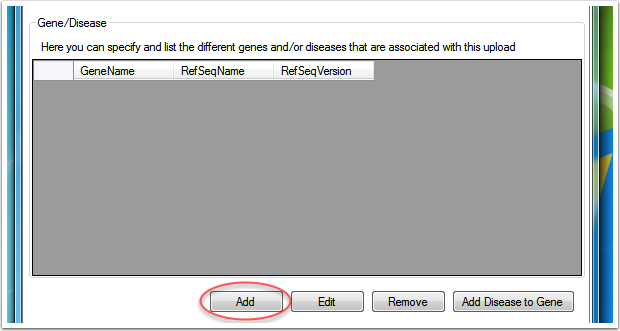 Gene/Disease
Here you can specify and list the different genes and/or diseases that are associated with this upload
GeneName RefSeqName RefSeqVersion
Add Edit Remove Add Disease to Gene